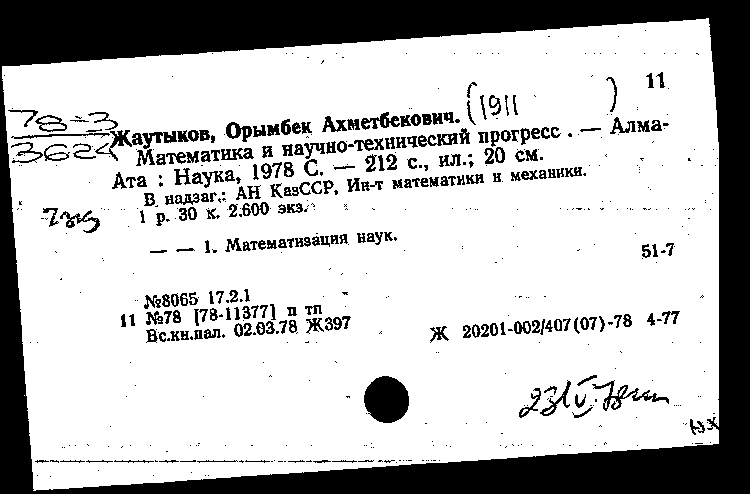 (1911 ) 11
78-3
3624
Жаутыков, Орымбек Ахметбекович.
Математика и научно-технический прогресс . — Алма-
Ата : Наука, 1978 С. — 212 с., ил.; 20 см.
В надзаг.: АН КазССР, Ин-т математики и механики.
1 р. 30 к. 2.600 экз.
— — 1. Математизация наук.
51-7
№8065 17.2.1
11 №78 [78-11377] п тп
Вс.кн.пал. 02.03.78 Ж397
Ж 20201-002/407(07)-78 4-77